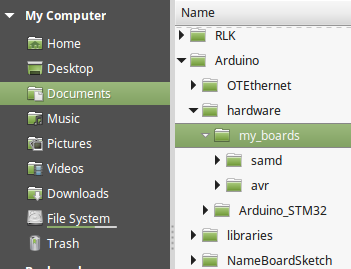 My Computer
Home
Desktop
Documents
Music
Pictures
Videos
Downloads
File System
Trash
Name
RLK
Arduino
OTEthernet
hardware
my_boards
samd
avr
Arduino_STM32
libraries
NameBoardSketch